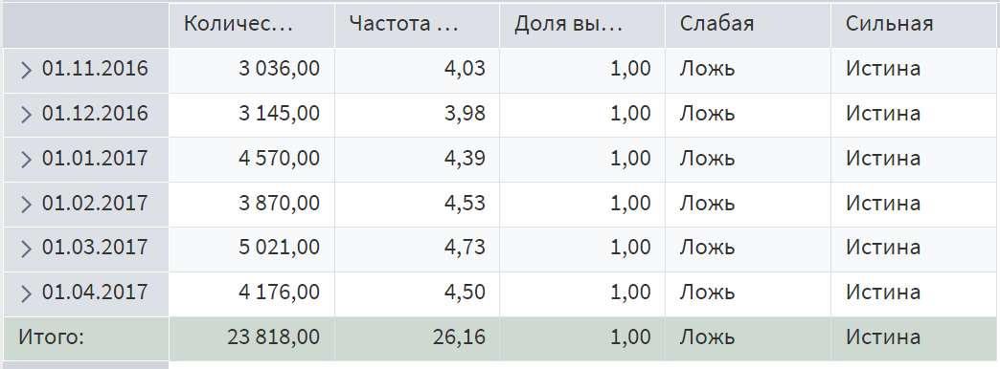 Количес... Частота ... Доля вы... Слабая Сильная
01.11.2016 3 036,00 4,03 1,00 Ложь Истина
01.12.2016 3 145,00 3,98 1,00 Ложь Истина
01.01.2017 4 570,00 4,39 1,00 Ложь Истина
01.02.2017 3 870,00 4,53 1,00 Ложь Истина
01.03.2017 5 021,00 4,73 1,00 Ложь Истина
01.04.2017 4 176,00 4,50 1,00 Ложь Истина
Итого: 23 818,00 26,16 1,00 Ложь Истина